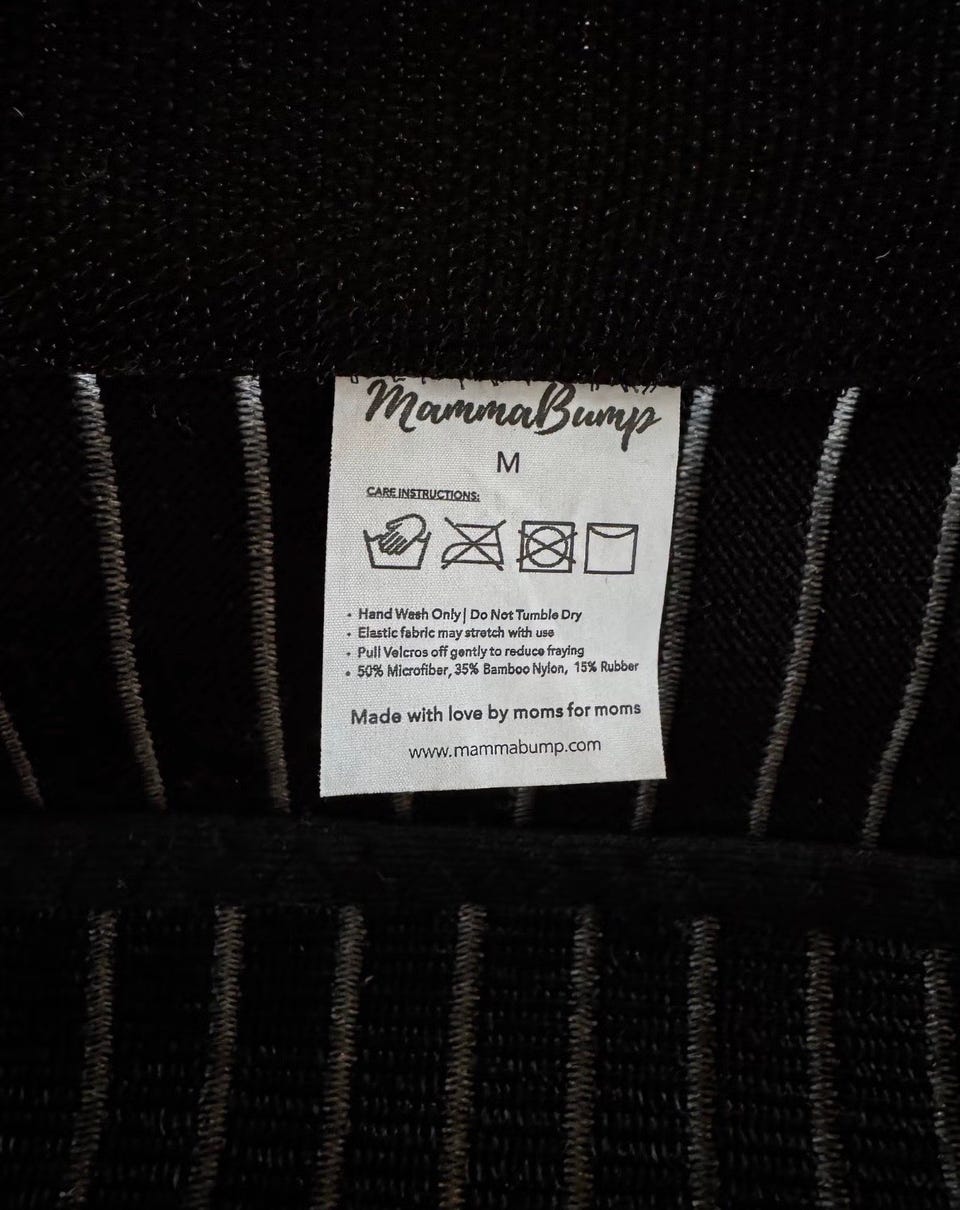 MammaBump
M
CARE INSTRUCTIONS:
• Hand Wash Only | Do Not Tumble Dry
• Elastic fabric may stretch with use
• Pull Velcros off gently to reduce fraying
• 50% Microfiber, 35% Bamboo Nylon, 15% Rubber
Made with love by moms for moms
www.mammabump.com